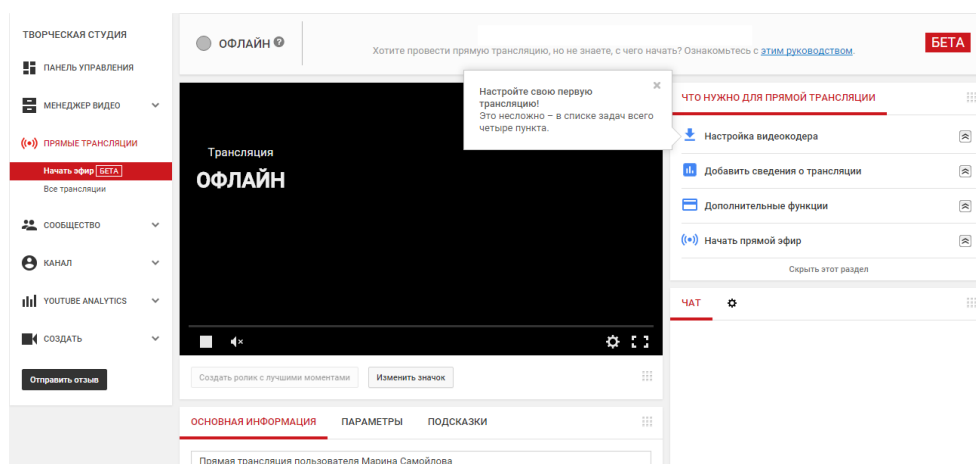 ТВОРЧЕСКАЯ СТУДИЯ
ПАНЕЛЬ УПРАВЛЕНИЯ
МЕНЕДЖЕР ВИДЕО
ПРЯМЫЕ ТРАНСЛЯЦИИ
Начать эфир БЕТА
Все трансляции
СООБЩЕСТВО
КАНАЛ
YOUTUBE ANALYTICS
СОЗДАТЬ
Отправить отзыв
ОФЛАЙН ?
Хотите провести прямую трансляцию, но не знаете, с чего начать? Ознакомьтесь с этим руководством.
БЕТА
Трансляция
ОФЛАЙН
Настройте свою первую
трансляцию!
Это несложно – в списке задач всего
четыре пункта.
Создать ролик с лучшими моментами
Изменить значок
ОСНОВНАЯ ИНФОРМАЦИЯ ПАРАМЕТРЫ ПОДСКАЗКИ
Прямая трансляция пользователя Марина Самойлова
ЧТО НУЖНО ДЛЯ ПРЯМОЙ ТРАНСЛЯЦИИ
Настройка видеокодера
Добавить сведения о трансляции
Дополнительные функции
Начать прямой эфир
Скрыть этот раздел
ЧАТ